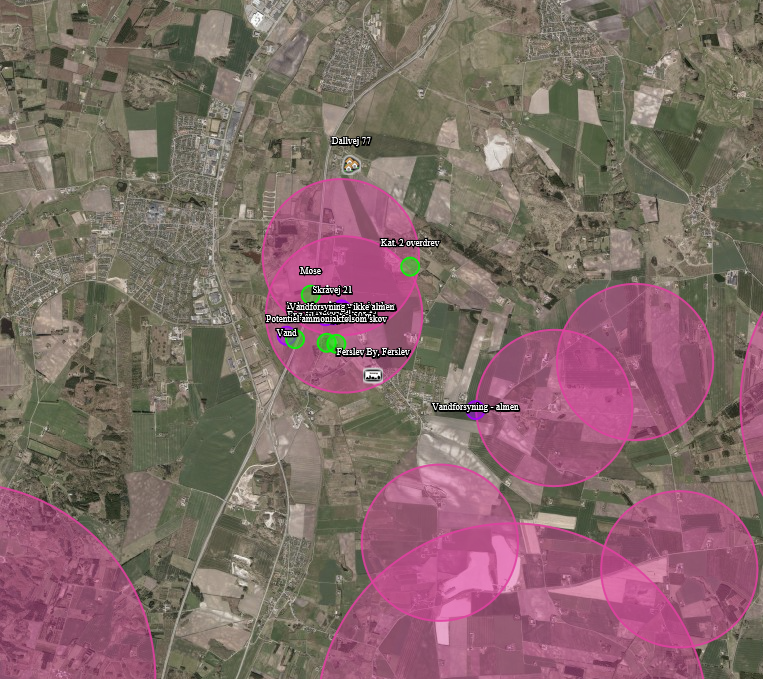 Dallvej 77
Kat. 2 overdrev
Mose
Skråvej 21
Vandforsyning - ikke almen
Potentiel ammoniakfølsom skov
Vand
Ferslev By, Ferslev
Vandforsyning - almen